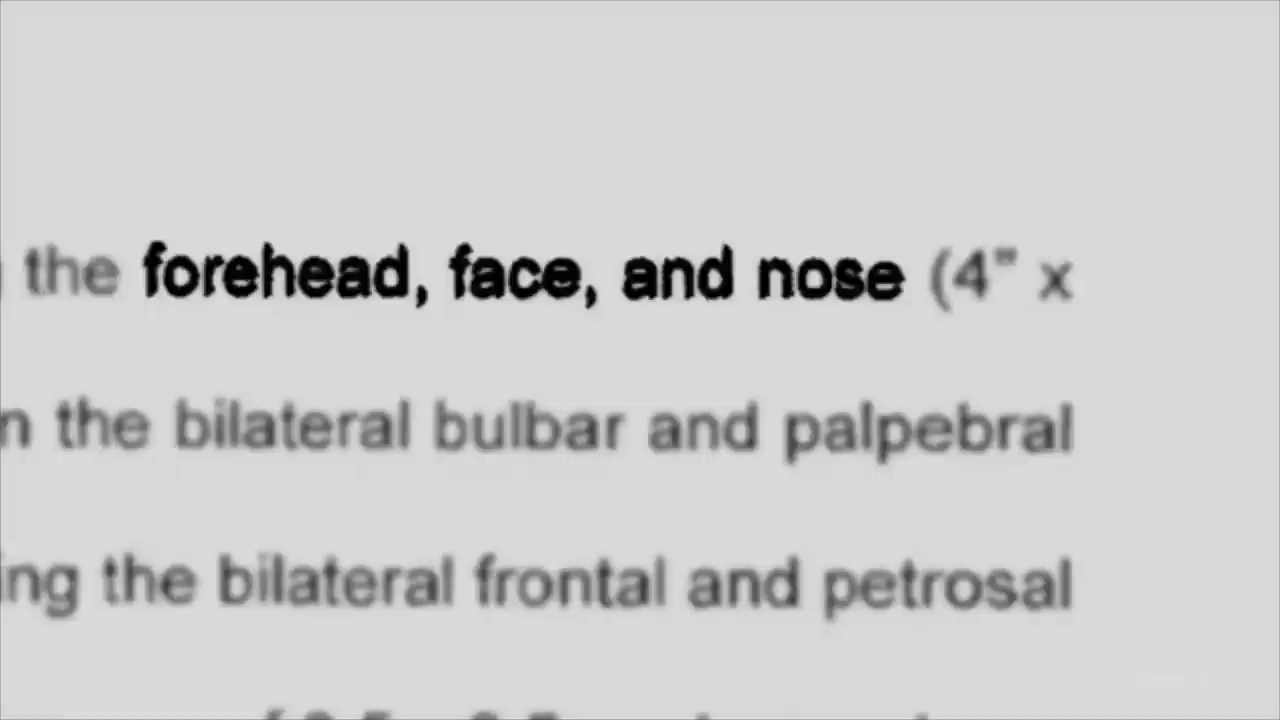 the forehead, face, and nose (4" x
n the bilateral bulbar and palpebral
ing the bilateral frontal and petrosal